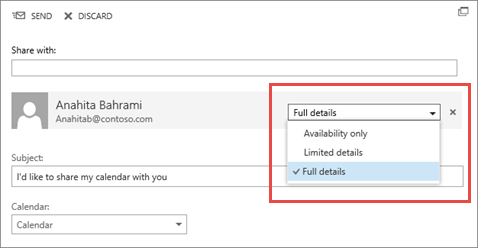 SEND DISCARD
Share with:
Anahita Bahrami
Anahitab@contoso.com
Full details
Availability only
Limited details
Full details
Subject:
I'd like to share my calendar with you
Calendar:
Calendar